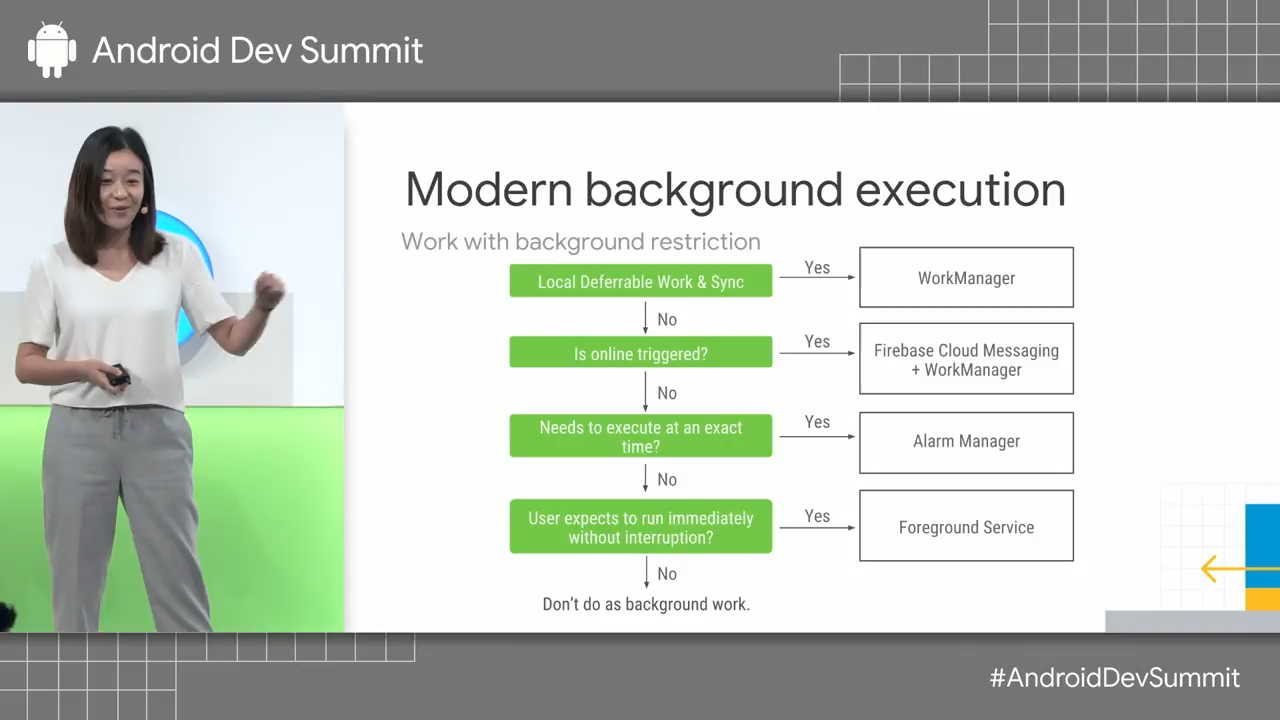 Android Dev Summit
Modern background execution
Work with background restriction
Local Deferrable Work & Sync
Yes
WorkManager
No
Is online triggered?
Yes
Firebase Cloud Messaging
+ WorkManager
No
Needs to execute at an exact
time?
Yes
Alarm Manager
No
User expects to run immediately
without interruption?
Yes
Foreground Service
No
Don't do as background work.
#AndroidDevSummit